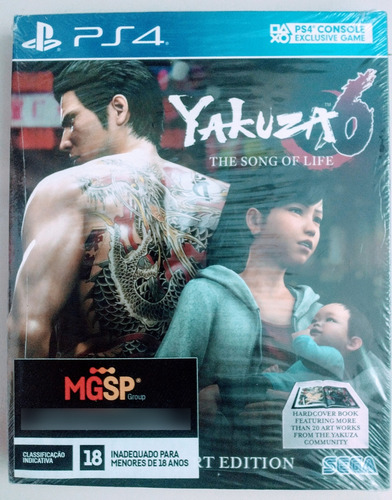 PS4
PS4™ CONSOLE
EXCLUSIVE GAME
YAKUZA 6
THE SONG OF LIFE
MGSP
Group
HARDCOVER BOOK
FEATURING MORE
THAN 20 ART WORKS
FROM THE YAKUZA
COMMUNITY
CLASSIFICAÇÃO
INDICATIVA
18
INADEQUADO PARA
MENORES DE 18 ANOS
RT EDITION
SEGA